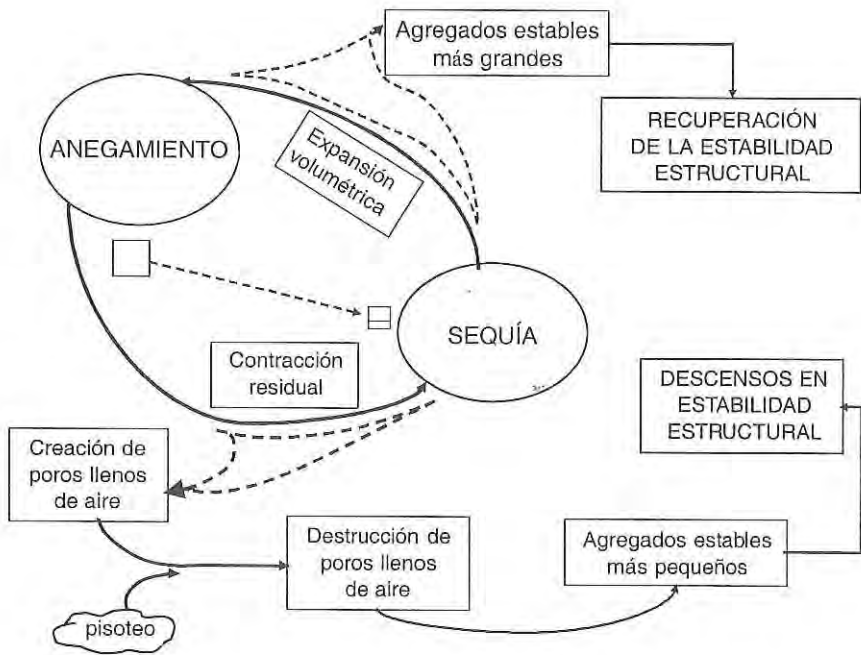 Agregados estables
más grandes
RECUPERACIÓN
DE LA ESTABILIDAD
ESTRUCTURAL
ANEGAMIENTO
Expansión
volumétrica
SEQUÍA
Contracción
residual
DESCENSOS EN
ESTABILIDAD
ESTRUCTURAL
Creación de
poros llenos
de aire
Destrucción de
poros llenos
de aire
Agregados estables
más pequeños
pisoteo